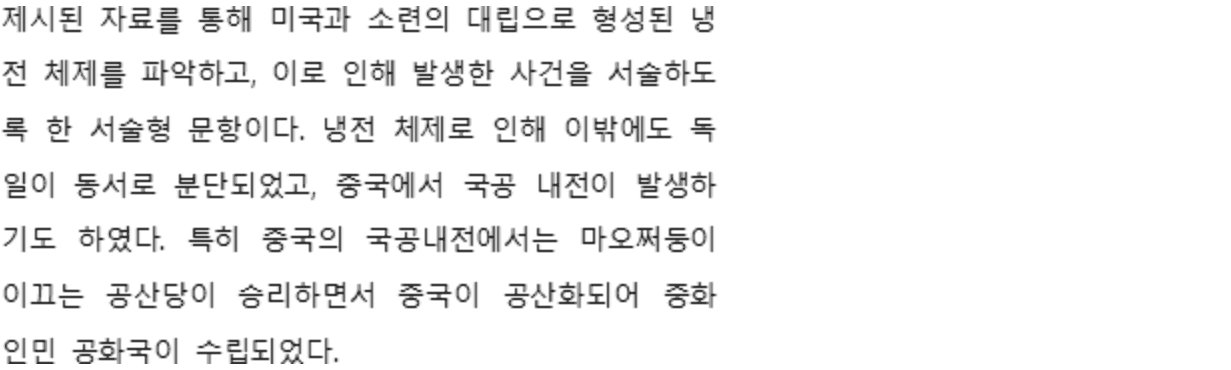 제시된 자료를 통해 미국과 소련의 대립으로 형성된 냉
전 체제를 파악하고, 이로 인해 발생한 사건을 서술하도
록 한 서술형 문항이다. 냉전 체제로 인해 이밖에도 독
일이 동서로 분단되었고, 중국에서 국공 내전이 발생하
기도 하였다. 특히 중국의 국공내전에서는 마오쩌둥이
이끄는 공산당이 승리하면서 중국이 공산화되어 중화
인민 공화국이 수립되었다.